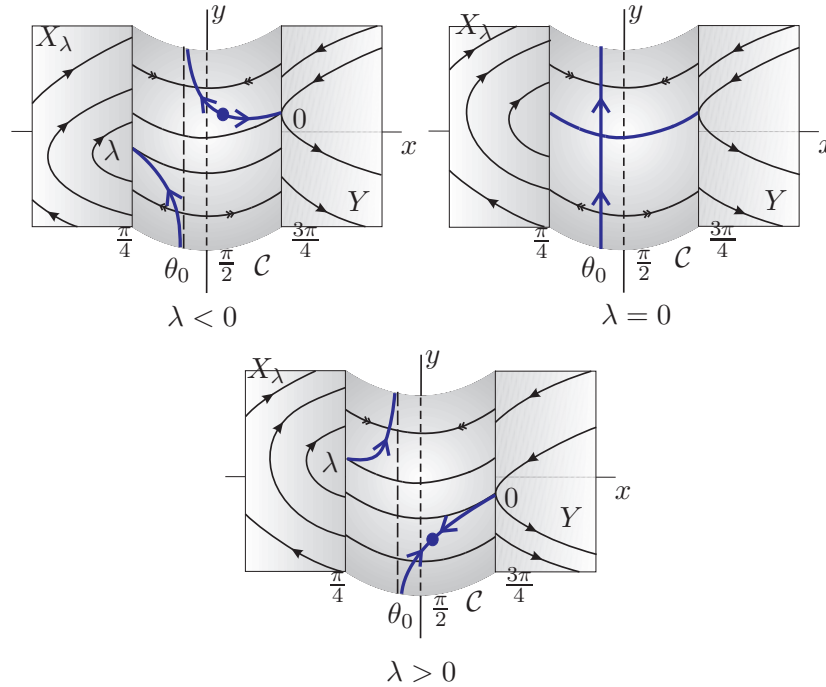 y
X_λ
λ
0
x
Y
π/4
θ_0
π/2
C
3π/4
λ < 0
y
X_λ
x
Y
π/4
θ_0
π/2
C
3π/4
λ = 0
y
X_λ
λ
0
x
Y
π/4
θ_0
π/2
C
3π/4
λ > 0